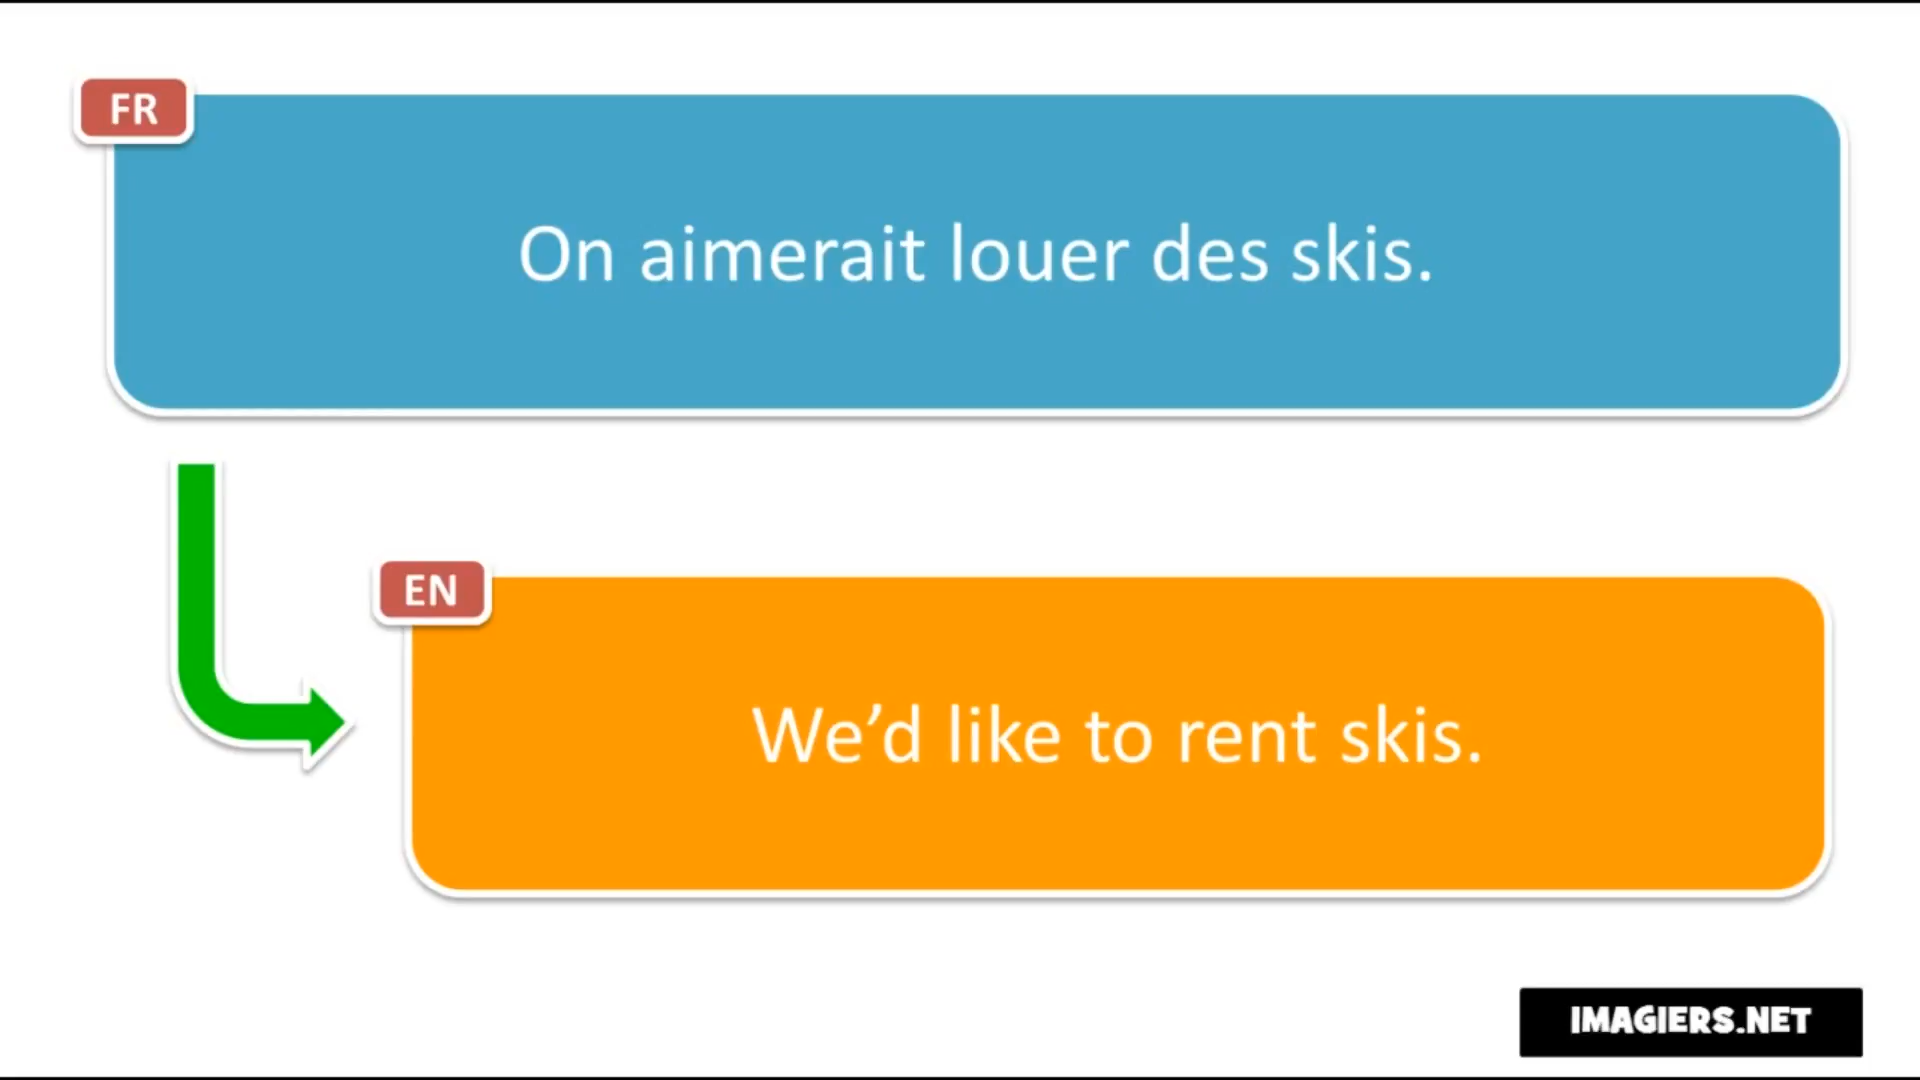 FR
On aimerait louer des skis.
EN
We’d like to rent skis.
IMAGIERS.NET